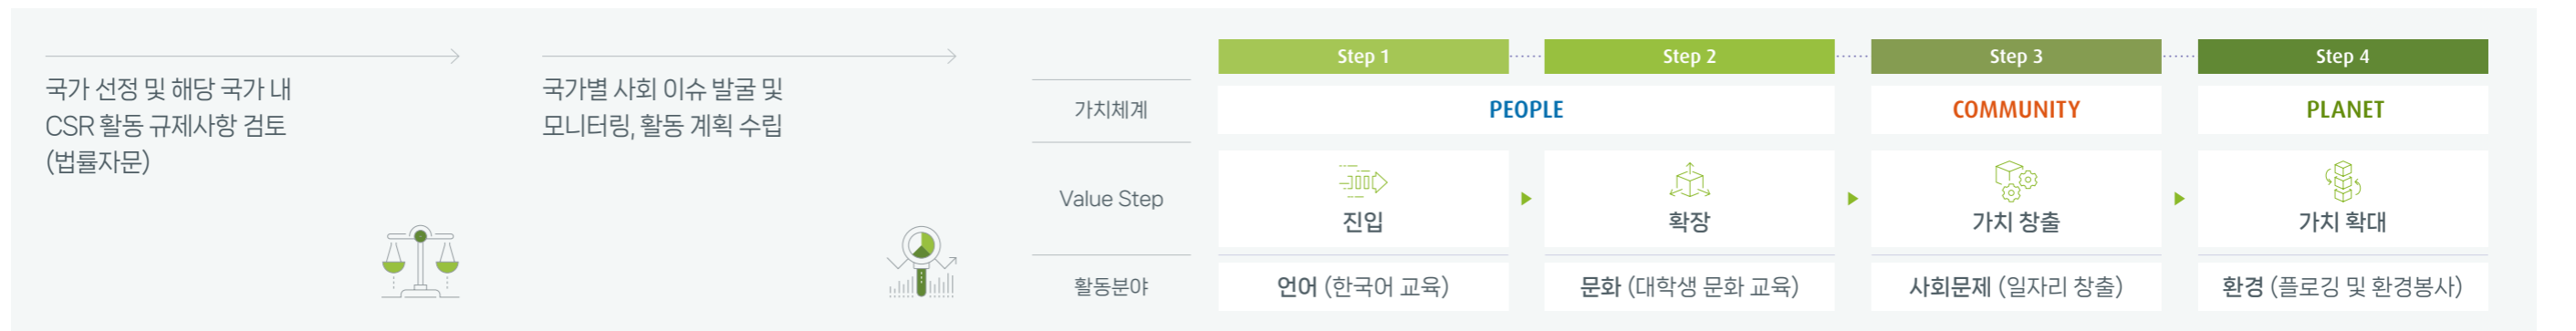 국가 선정 및 해당 국가 내
CSR 활동 규제사항 검토
(법률자문)
국가별 사회 이슈 발굴 및
모니터링, 활동 계획 수립
Step 1 Step 2 Step 3 Step 4
가치체계 PEOPLE COMMUNITY PLANET
Value Step 진입 확장 가치 창출 가치 확대
활동분야 언어 (한국어 교육) 문화 (대학생 문화 교육) 사회문제 (일자리 창출) 환경 (플로깅 및 환경봉사)